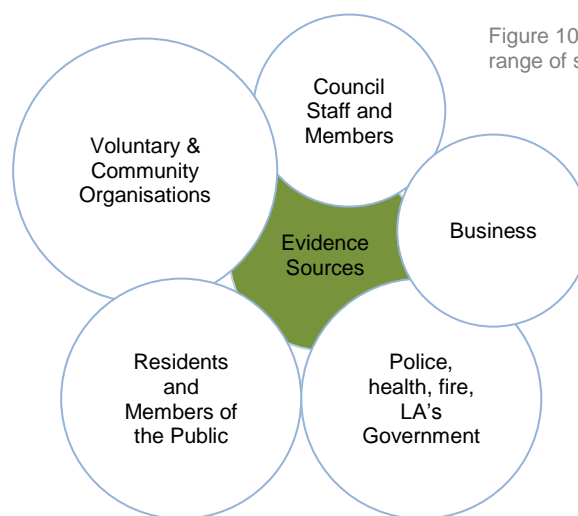 Figure 10
range of s
Council
Staff and
Members
Voluntary &
Community
Organisations
Business
Evidence
Sources
Residents
and
Members of
the Public
Police,
health, fire,
LA’s
Government